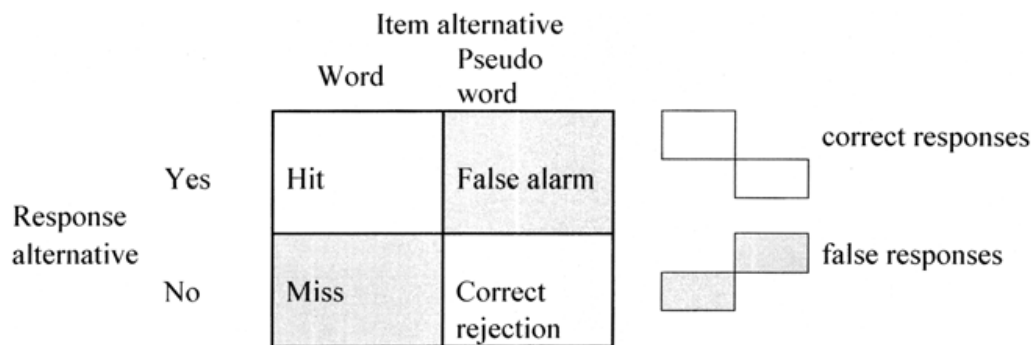 Item alternative
Word
Pseudo
word
correct responses
Yes
Hit
False alarm
Response
alternative
false responses
No
Miss
Correct
rejection